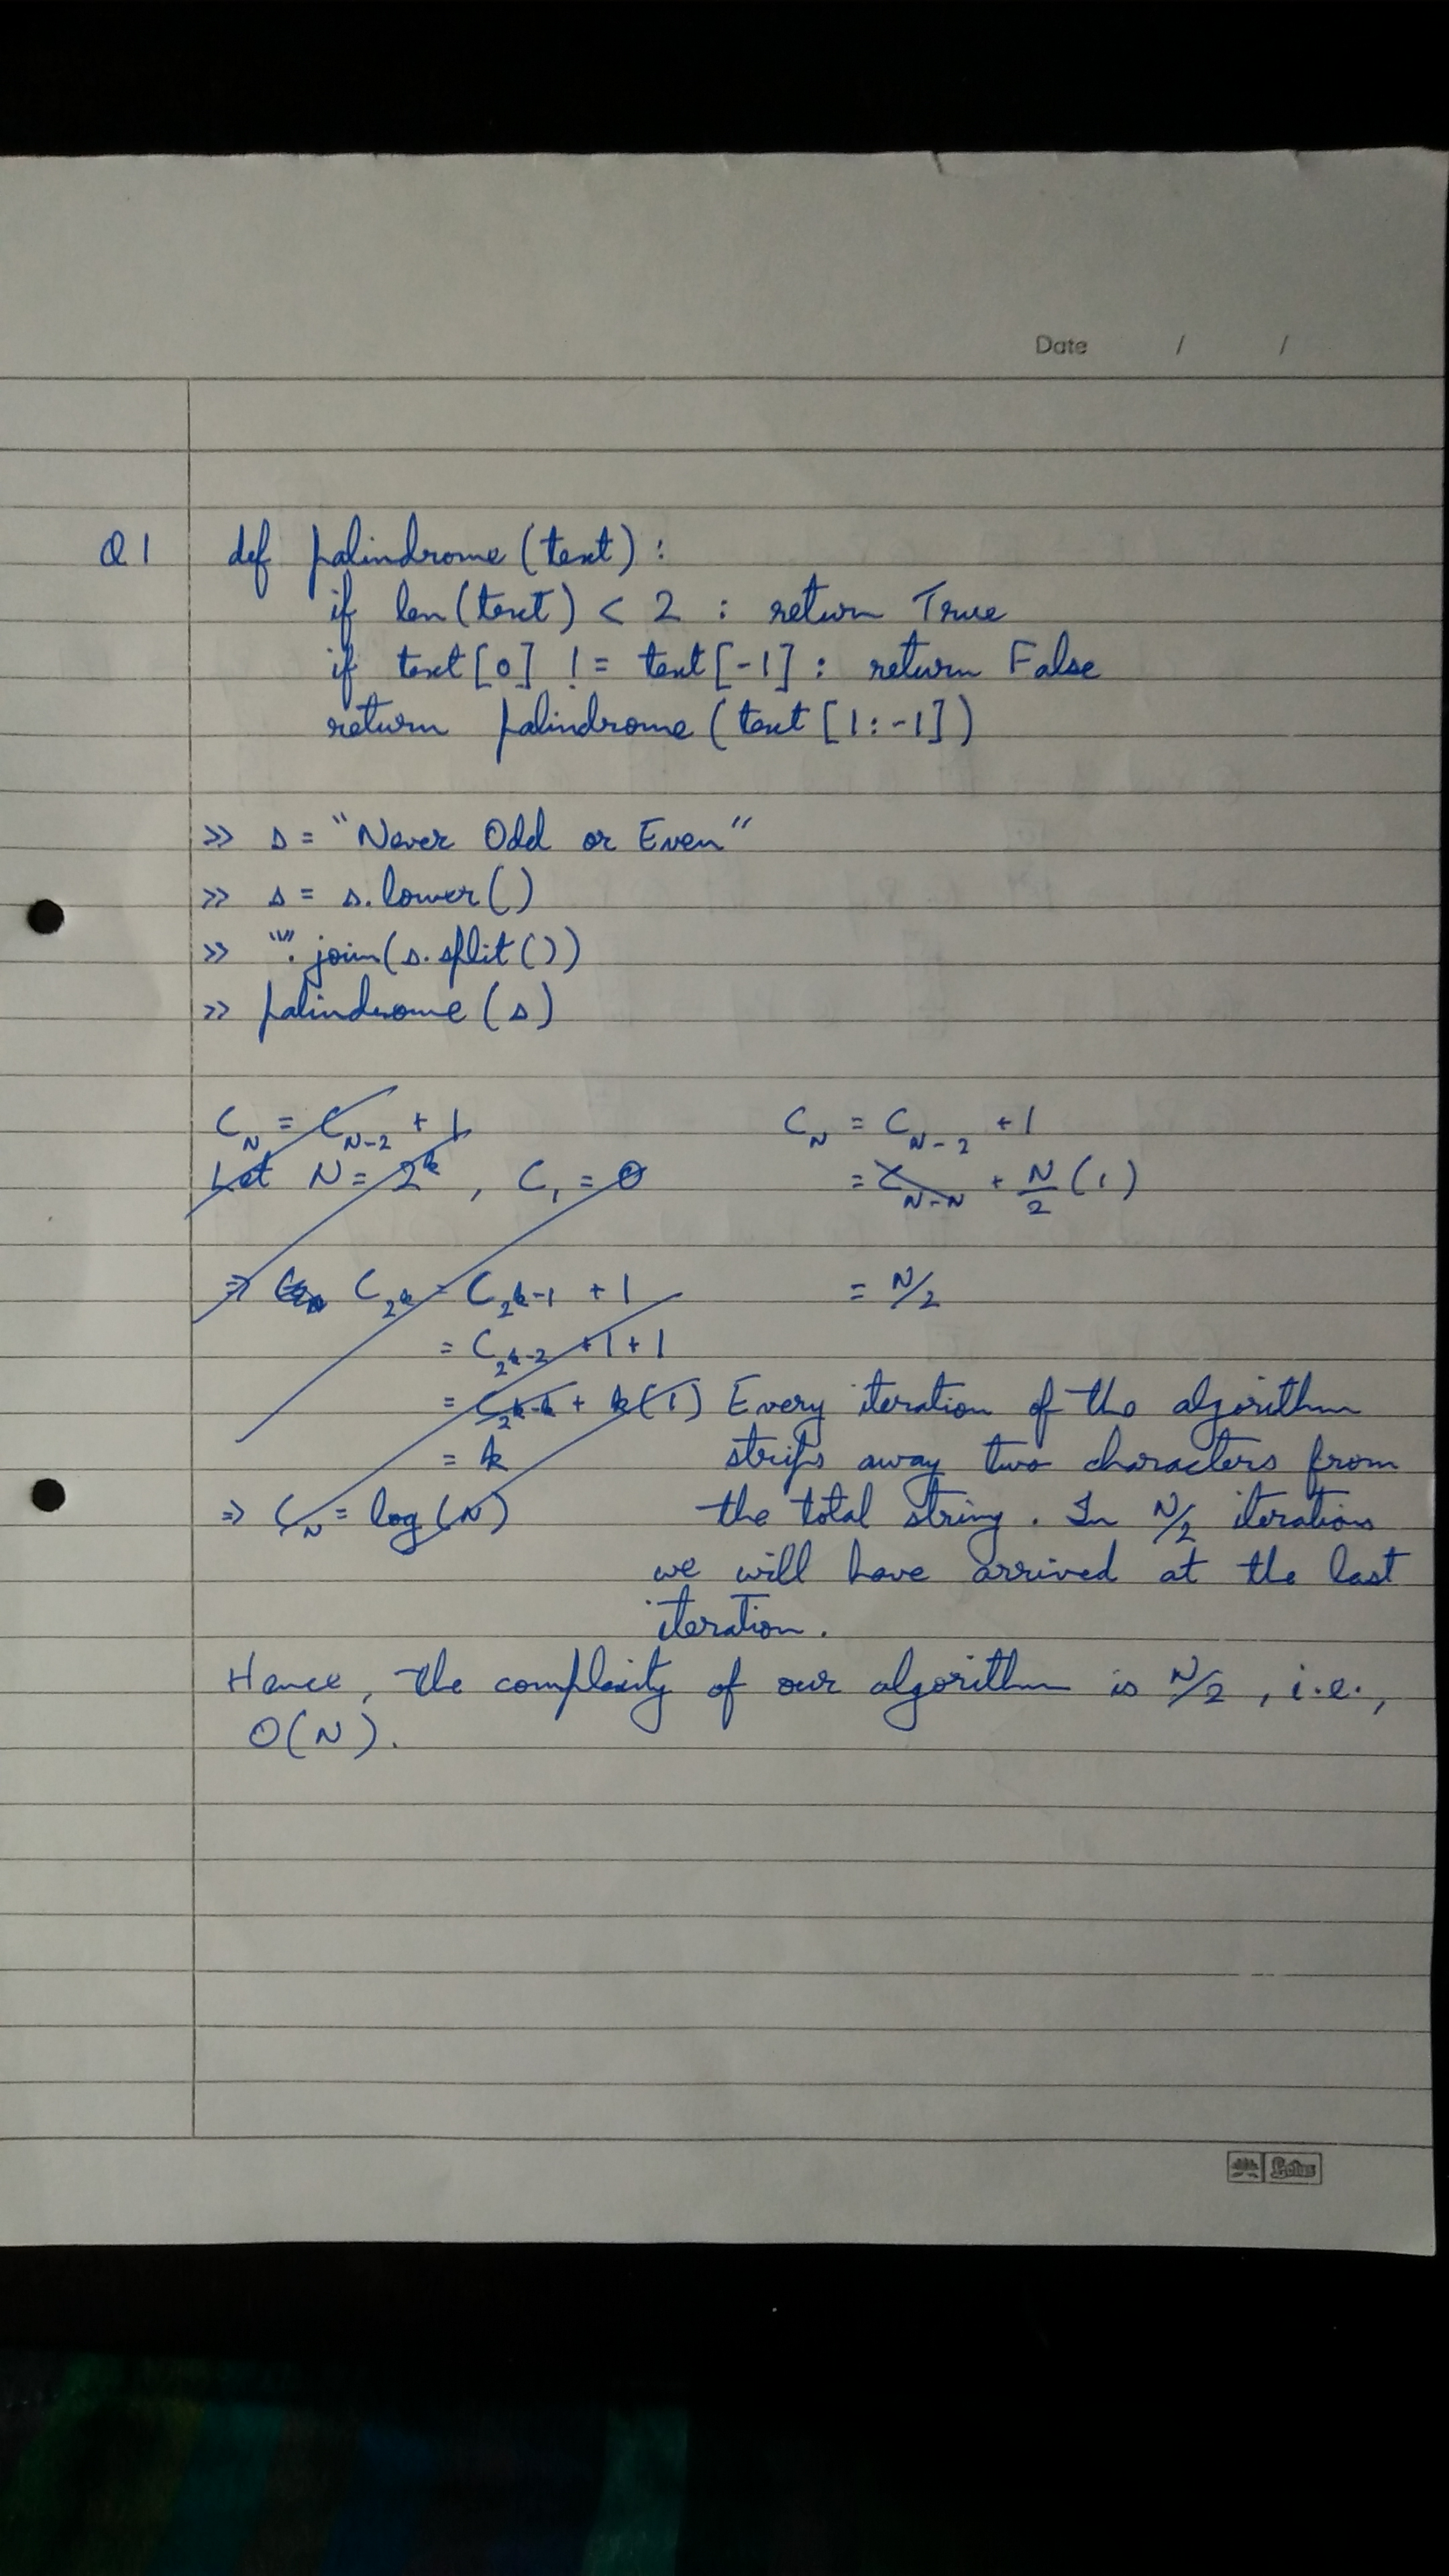 Date / /
Q1 def palindrome(text):
if len(text) < 2 : return True
if text[0] != text[-1] : return False
return palindrome(text[1:-1])
>> s = "Never Odd or Even"
>> s = s.lower()
>> "".join(s.split())
>> palindrome(s)
C_N = C_{N-2} + 1
Let N = 2^k, C_1 = 0
=> C_{2^k} = C_{2^{k-1}} + 1
= C_{2^{k-2}} + 1 + 1
= C_{2^{k-k}} + k(1)
= k
=> C_N = log(N)
C_N = C_{N-2} + 1
= C_{N-N} + N/2 (1)
= N/2
Every iteration of the algorithm
strips away two characters from
the total string. In N/2 iterations
we will have arrived at the last
iteration.
Hence, the complexity of our algorithm is N/2, i.e.,
O(N).
Lotus